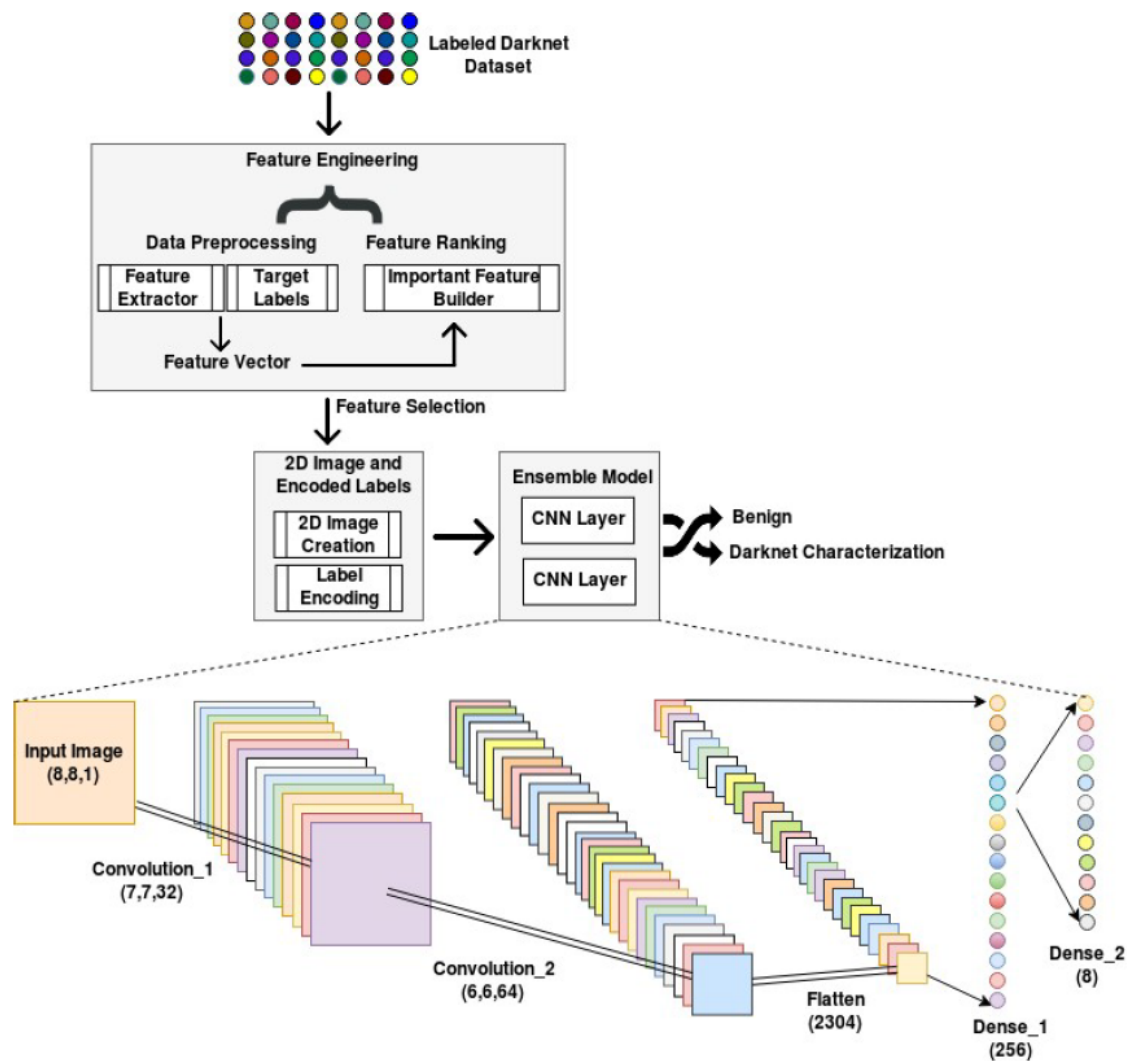 Labeled Darknet
Dataset
Feature Engineering
Data Preprocessing
Feature Ranking
Feature
Extractor
Target
Labels
Important Feature
Builder
Feature Vector
Feature Selection
2D Image and
Encoded Labels
2D Image
Creation
Label
Encoding
Ensemble Model
CNN Layer
CNN Layer
Benign
Darknet Characterization
Input Image
(8,8,1)
Convolution_1
(7,7,32)
Convolution_2
(6,6,64)
Flatten
(2304)
Dense_1
(256)
Dense_2
(8)